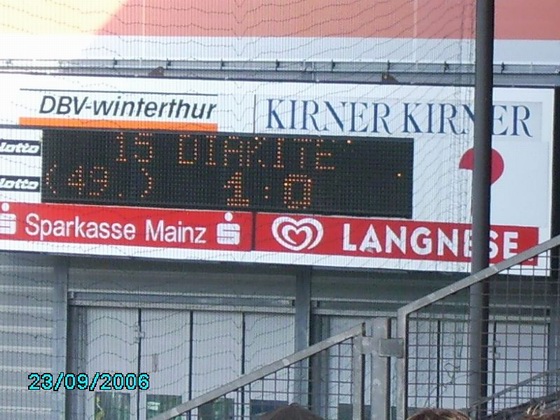 DBV-winterthur
KIRNER KIRNER
Lotto
15 DIAKITE
Lotto
(49.) 1:0
Sparkasse Mainz
LANGNESE
23/09/2006